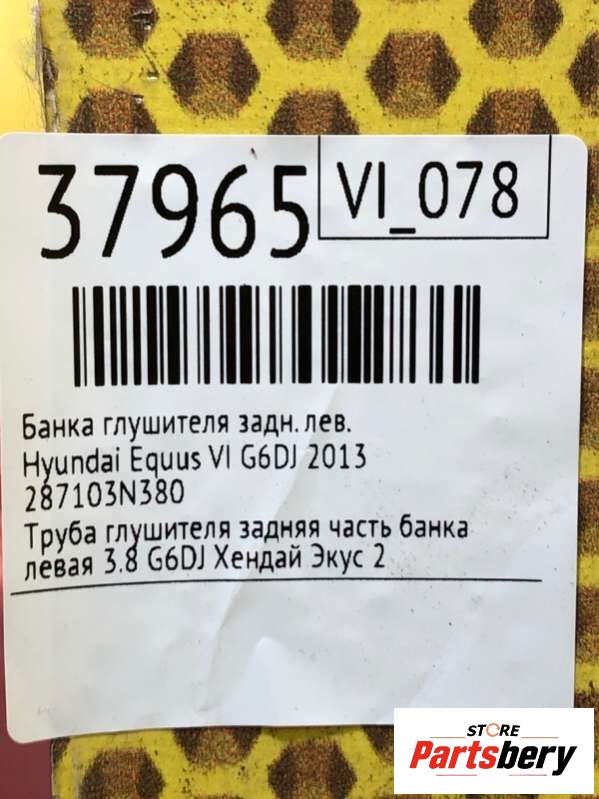 37965
VI_078
Банка глушителя задн. лев.
Hyundai Equus VI G6DJ 2013
287103N380
Труба глушителя задняя часть банка
левая 3.8 G6DJ Хендай Экус 2
STORE
Partsbery